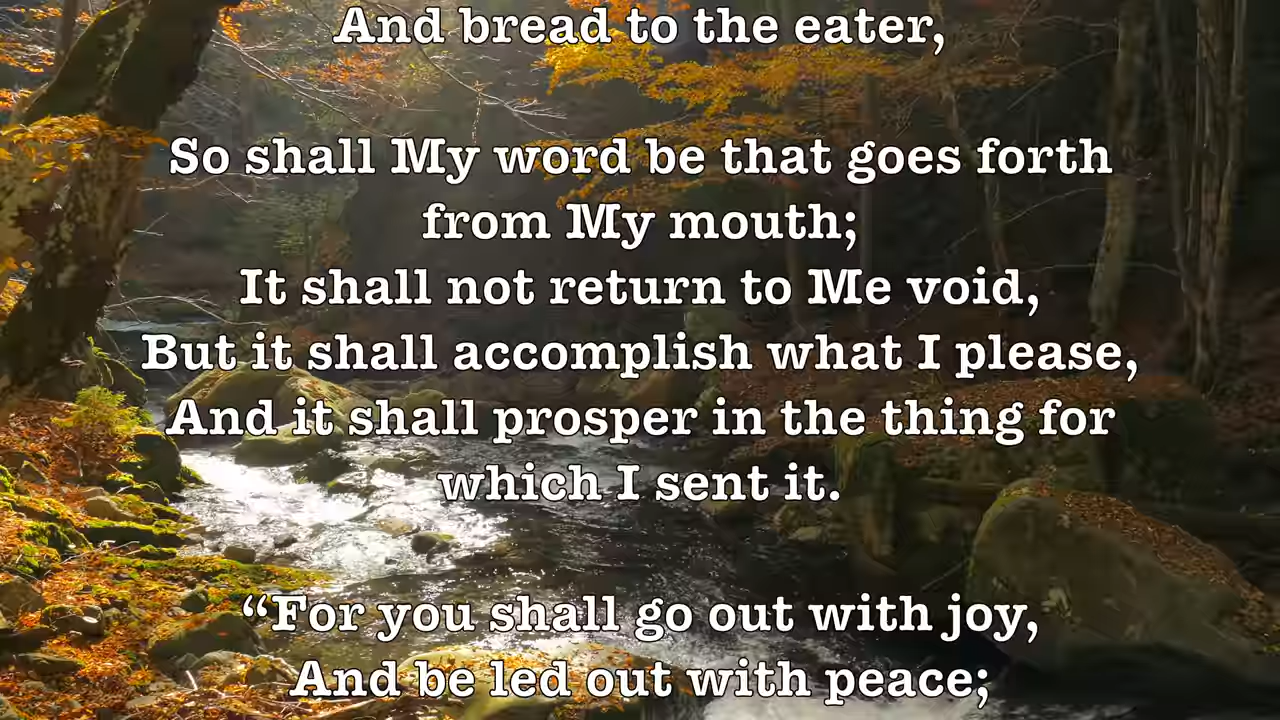 And bread to the eater,
So shall My word be that goes forth
from My mouth;
It shall not return to Me void,
But it shall accomplish what I please,
And it shall prosper in the thing for
which I sent it.
“For you shall go out with joy,
And be led out with peace;